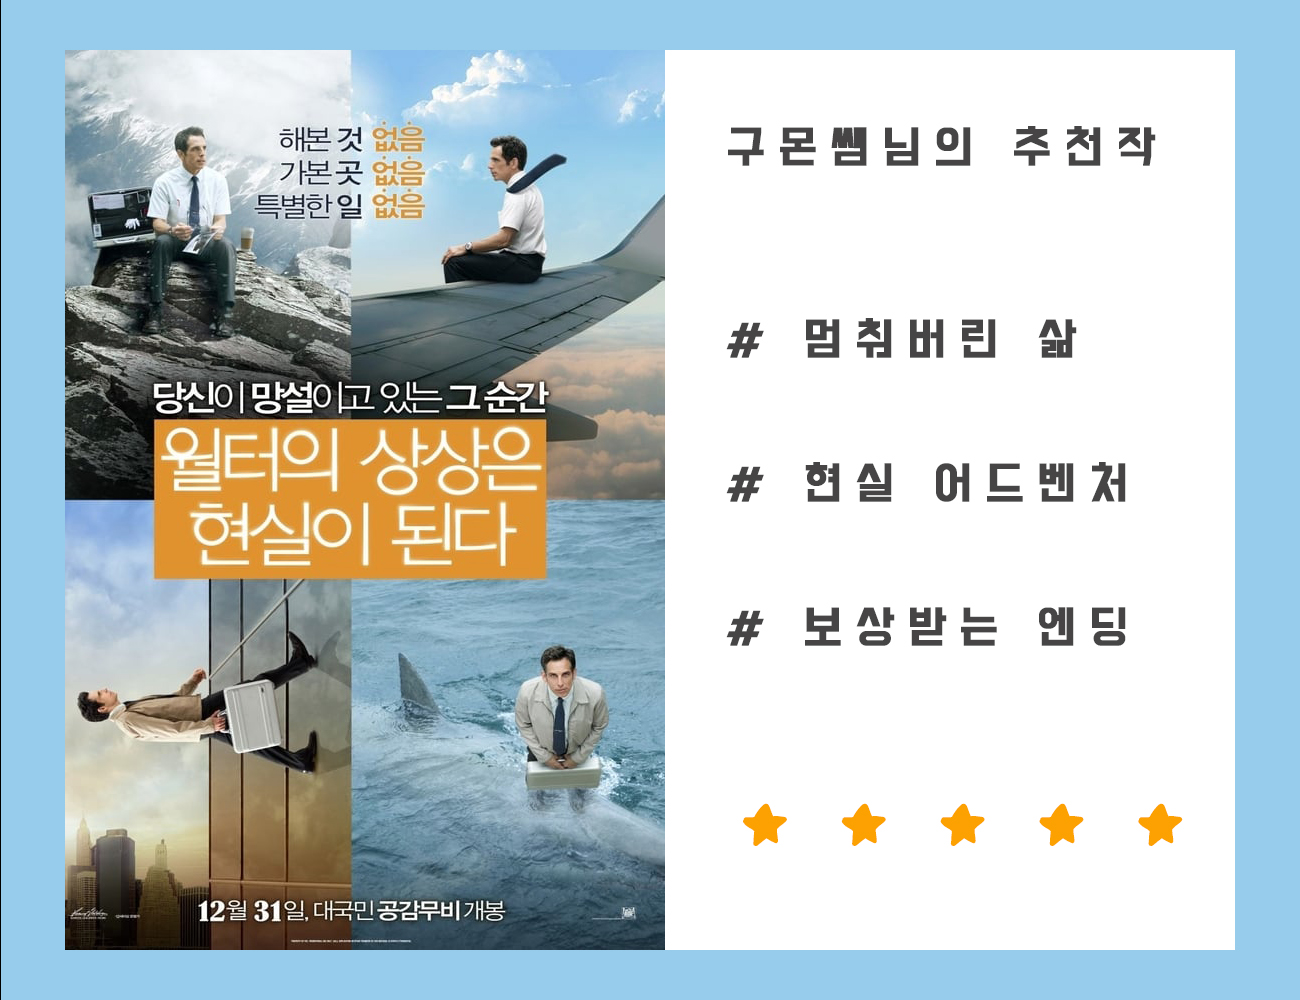 해본 것 없음
가본 곳 없음
특별한 일 없음
당신이 망설이고 있는 그 순간
월터의 상상은
현실이 된다
12월 31일, 대국민 공감무비 개봉
구몬쌤님의 추천작
# 멈춰버린 삶
# 현실 어드벤처
# 보상받는 엔딩